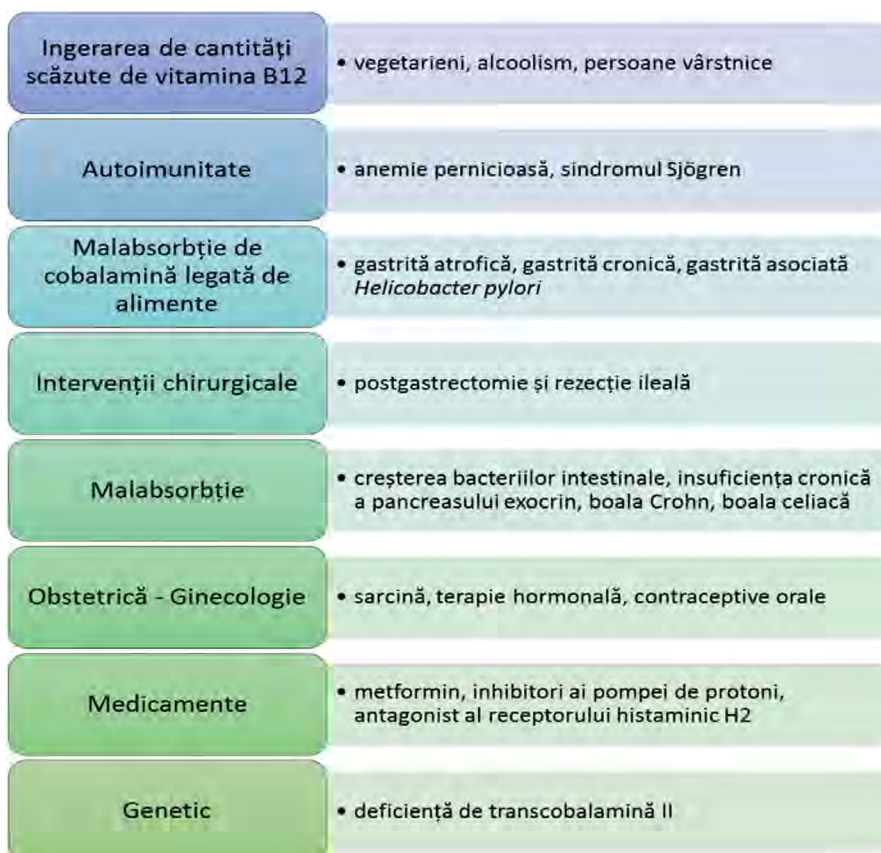 Ingerarea de cantități
scăzute de vitamina B12
• vegetarieni, alcoolism, persoane vârstnice
Autoimunitate
• anemie pernicioasă, sindromul Sjögren
Malabsorbție de
cobalamină legată de
alimente
• gastrită atrofică, gastrită cronică, gastrită asociată
Helicobacter pylori
Intervenții chirurgicale
• postgastrectomie și rezecție ileală
Malabsorbție
• creșterea bacteriilor intestinale, insuficiența cronică
a pancreasului exocrin, boala Crohn, boala celiacă
Obstetrică - Ginecologie
• sarcină, terapie hormonală, contraceptive orale
Medicamente
• metformin, inhibitori ai pompei de protoni,
antagonist al receptorului histaminic H2
Genetic
• deficiență de transcobalamină II